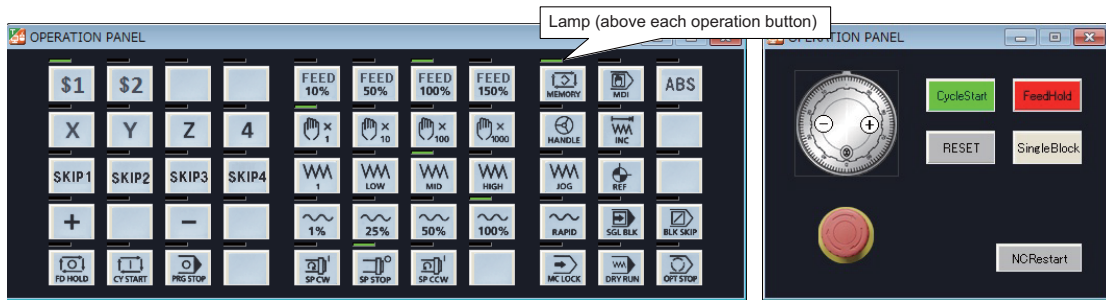 Lamp (above each operation button)
OPERATION PANEL
$1 $2 FEED 10% FEED 50% FEED 100% FEED 150% MEMORY MDI ABS
X Y Z 4 × 1 × 10 × 100 × 1000 HANDLE INC
SKIP1 SKIP2 SKIP3 SKIP4 1 LOW MID HIGH JOG REF
+ − 1% 25% 50% 100% RAPID SGL BLK BLK SKIP
FD HOLD CY START PRG STOP SP CW SP STOP SP CCW MC LOCK DRY RUN OPT STOP
OPERATION PANEL
− +
CycleStart FeedHold
RESET SingleBlock
NCRestart